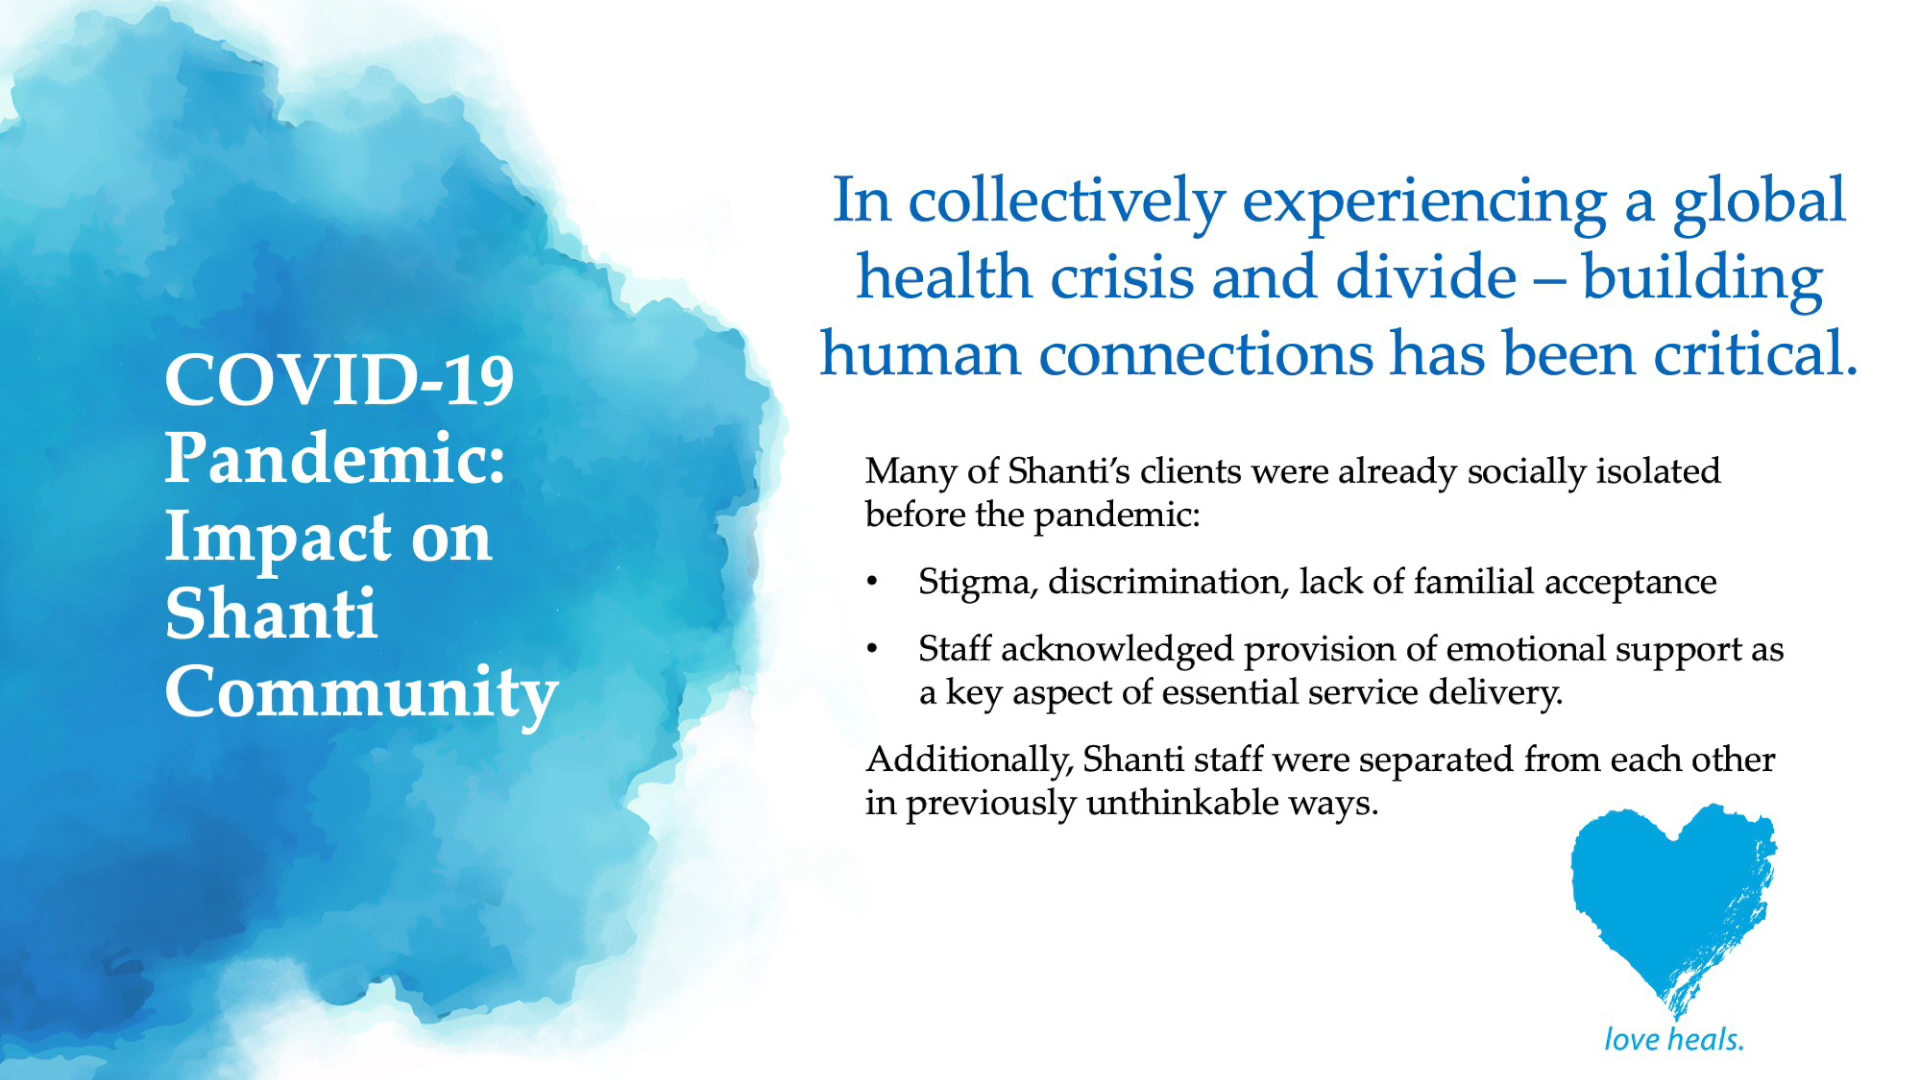 COVID-19
Pandemic:
Impact on
Shanti
Community
In collectively experiencing a global
health crisis and divide – building
human connections has been critical.
Many of Shanti’s clients were already socially isolated
before the pandemic:
• Stigma, discrimination, lack of familial acceptance
• Staff acknowledged provision of emotional support as
a key aspect of essential service delivery.
Additionally, Shanti staff were separated from each other
in previously unthinkable ways.
love heals.